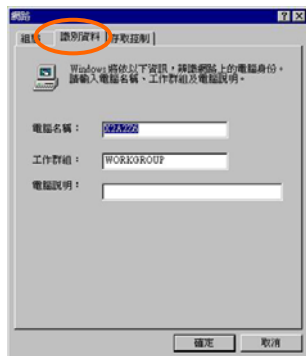 網路
組態 識別資料 存取控制
Windows 將依以下資訊，辨識網路上的電腦身份。
請輸入電腦名稱、工作群組及電腦說明。
電腦名稱：
工作群組： WORKGROUP
電腦說明：
確定 取消